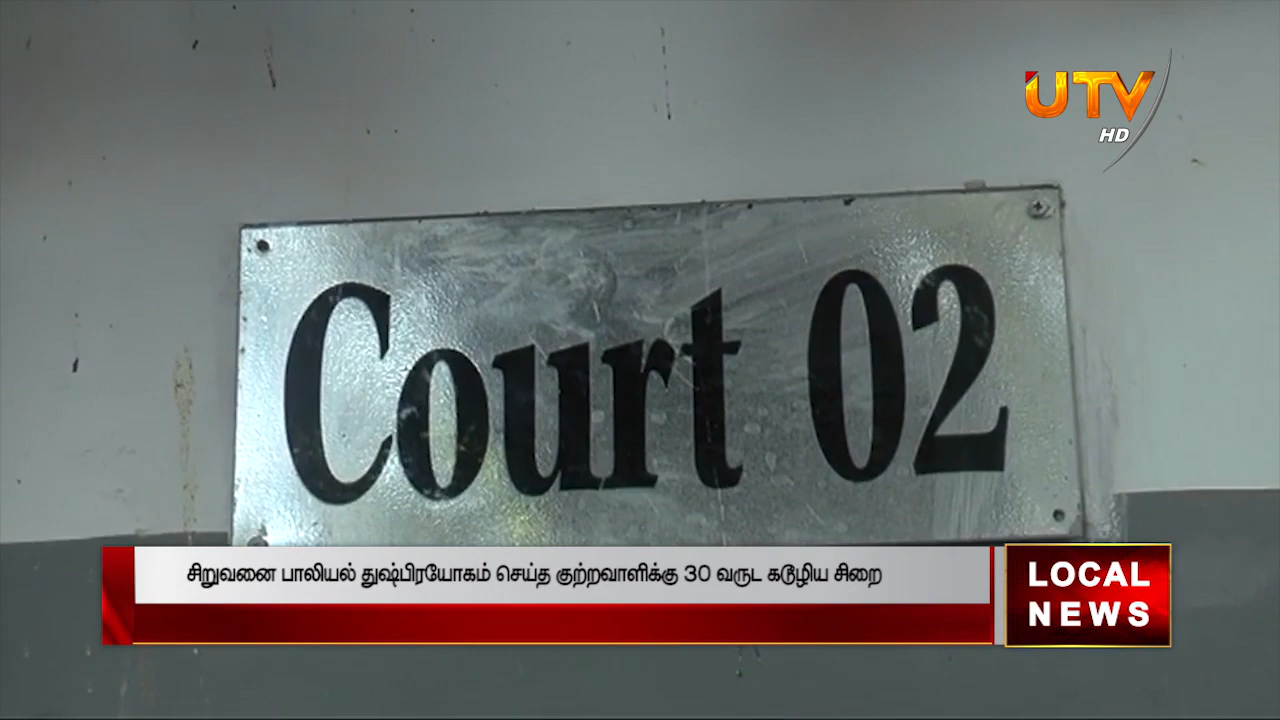 UTV
HD
Court 02
சிறுவனை பாலியல் துஷ்பிரயோகம் செய்த குற்றவாளிக்கு 30 வருட கடூழிய சிறை
LOCAL
NEWS